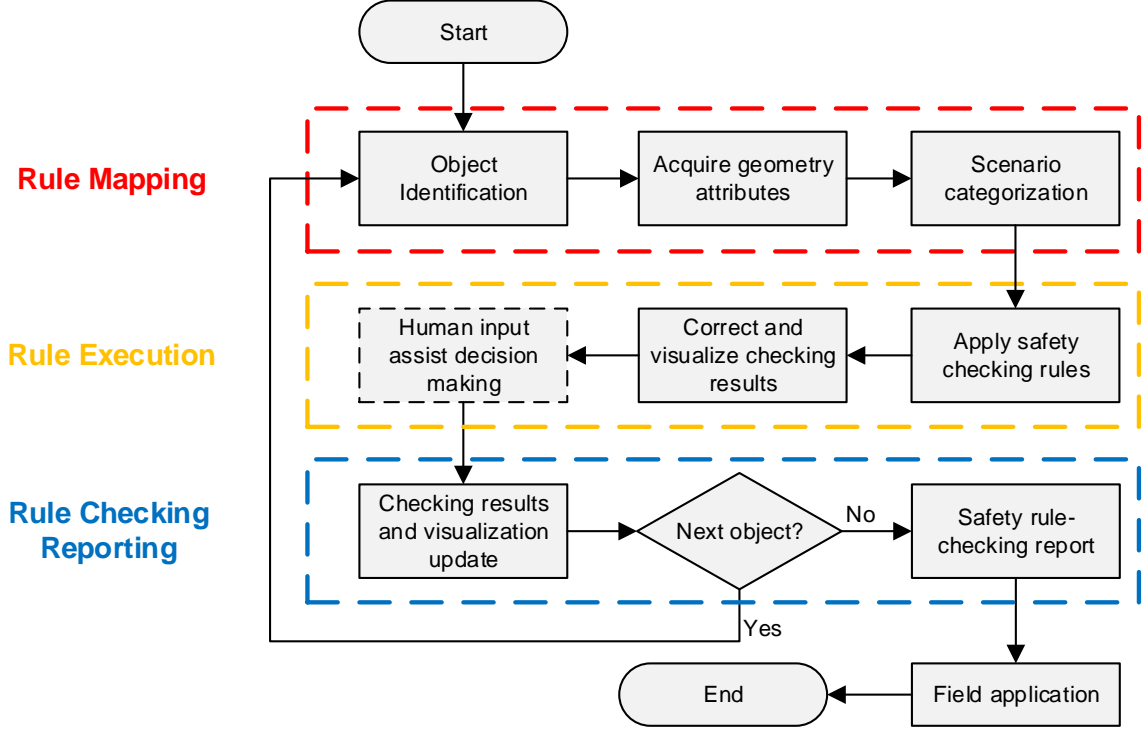 Start
Rule Mapping
Object
Identification
Acquire geometry
attributes
Scenario
categorization
Rule Execution
Human input
assist decision
making
Correct and
visualize checking
results
Apply safety
checking rules
Rule Checking
Reporting
Checking results
and visualization
update
Next object?
No
Safety rule-
checking report
Yes
End
Field application